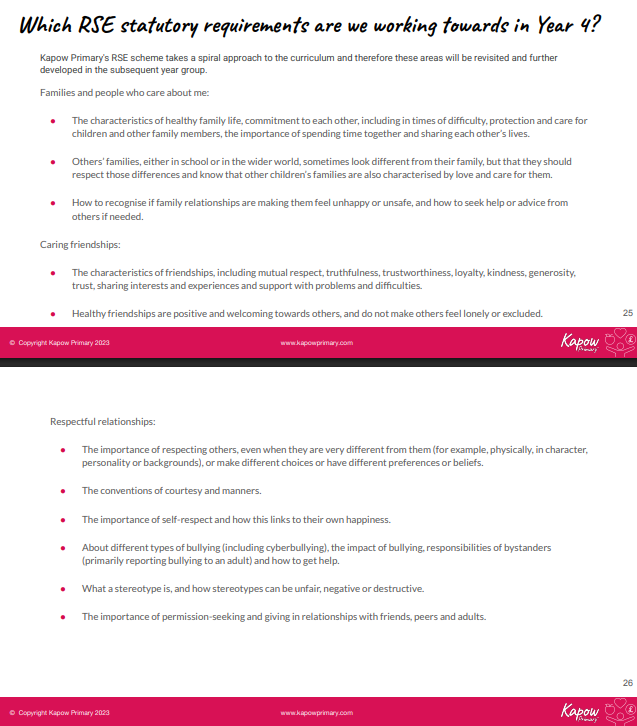 Which RSE statutory requirements are we working towards in Year 4?
Kapow Primary's RSE scheme takes a spiral approach to the curriculum and therefore these areas will be revisited and further
developed in the subsequent year group.
Families and people who care about me:
● The characteristics of healthy family life, commitment to each other, including in times of difficulty, protection and care for
children and other family members, the importance of spending time together and sharing each other's lives.
● Others' families, either in school or in the wider world, sometimes look different from their family, but that they should
respect those differences and know that other children's families are also characterised by love and care for them.
● How to recognise if family relationships are making them feel unhappy or unsafe, and how to seek help or advice from
others if needed.
Caring friendships:
● The characteristics of friendships, including mutual respect, truthfulness, trustworthiness, loyalty, kindness, generosity,
trust, sharing interests and experiences and support with problems and difficulties.
● Healthy friendships are positive and welcoming towards others, and do not make others feel lonely or excluded.
25
© Copyright Kapow Primary 2023
www.kapowprimary.com
Kapow
Primary
Respectful relationships:
● The importance of respecting others, even when they are very different from them (for example, physically, in character,
personality or backgrounds), or make different choices or have different preferences or beliefs.
● The conventions of courtesy and manners.
● The importance of self-respect and how this links to their own happiness.
● About different types of bullying (including cyberbullying), the impact of bullying, responsibilities of bystanders
(primarily reporting bullying to an adult) and how to get help.
● What a stereotype is, and how stereotypes can be unfair, negative or destructive.
● The importance of permission-seeking and giving in relationships with friends, peers and adults.
26
© Copyright Kapow Primary 2023
www.kapowprimary.com
Kapow
Primary